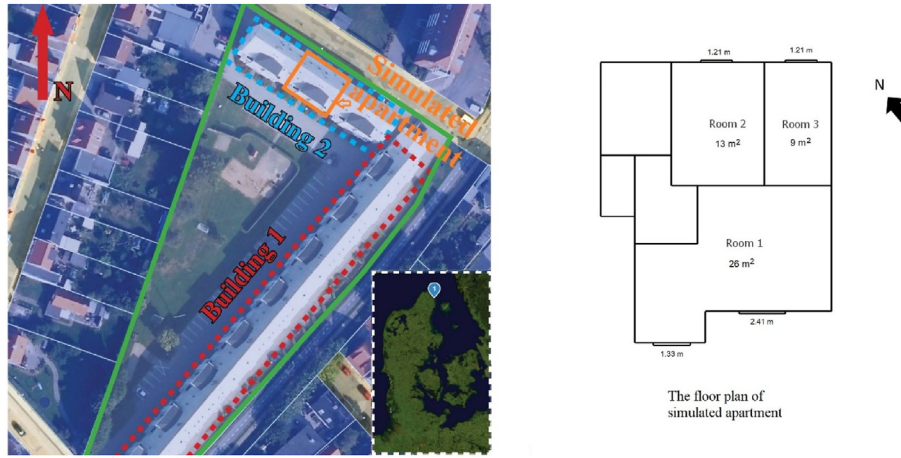 N
Simulated
apartment
Building 2
Building 1
1.21 m
1.21 m
N
Room 2
13 m²
Room 3
9 m²
Room 1
26 m²
2.41 m
1.33 m
The floor plan of
simulated apartment